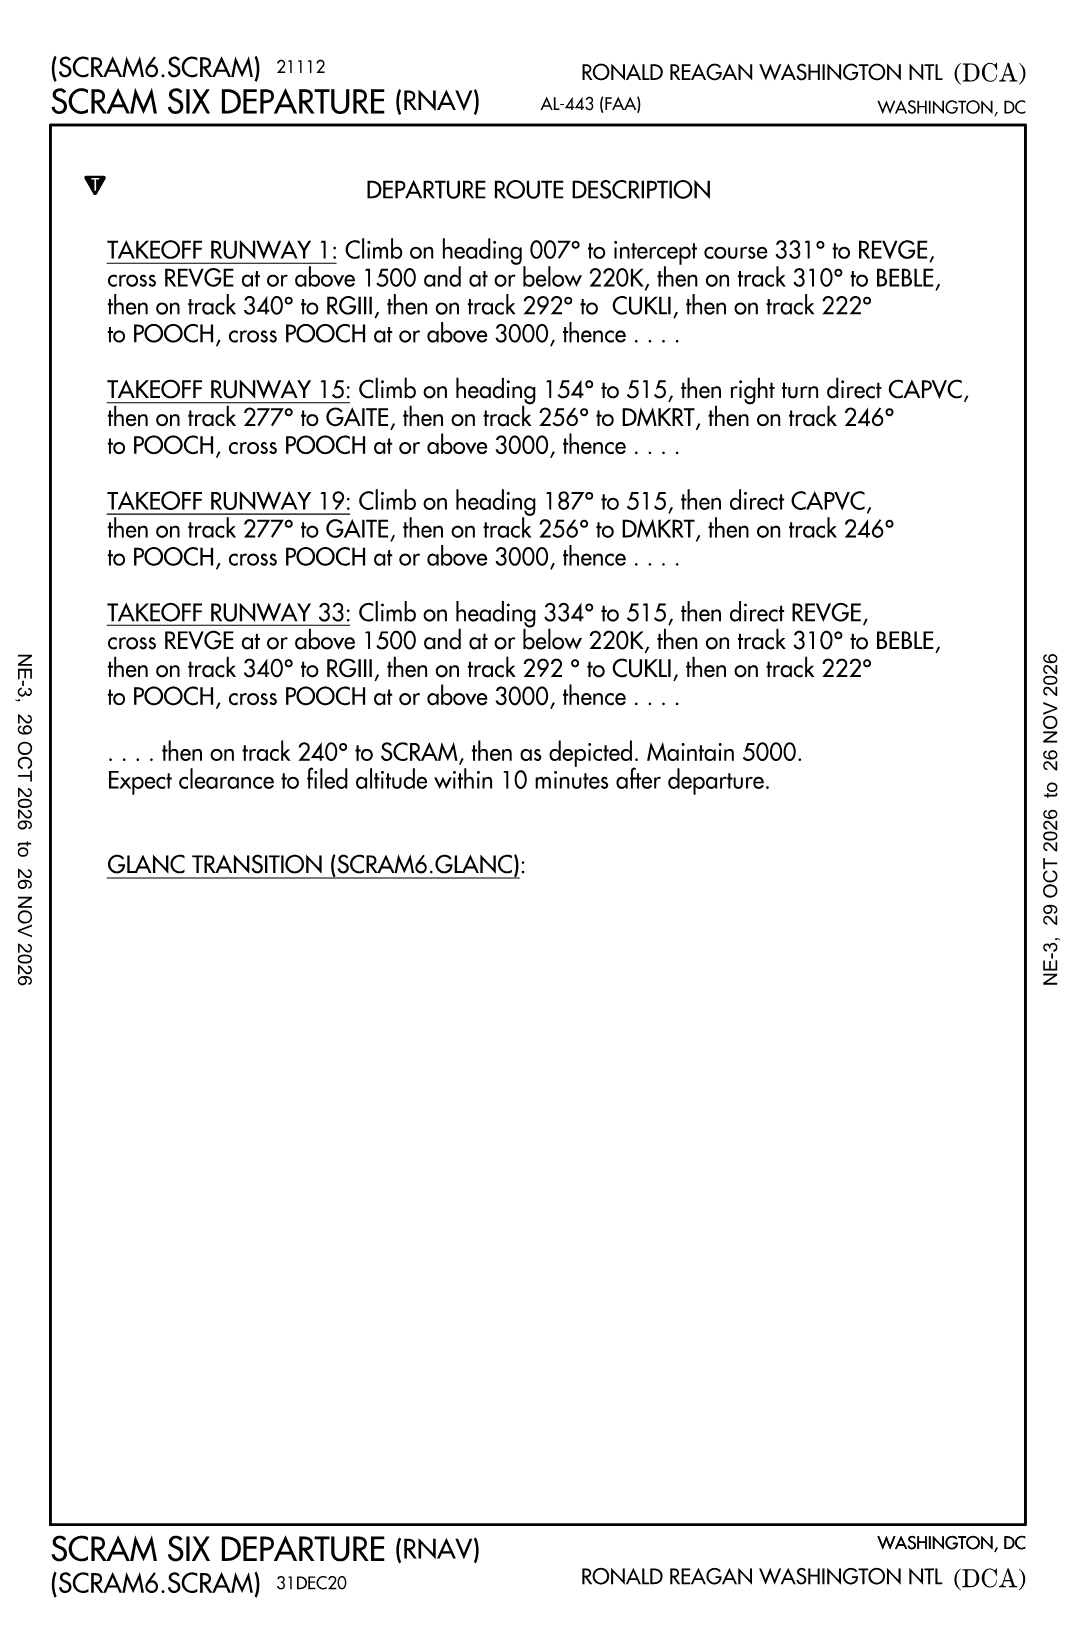 (SCRAM6.SCRAM) 21112
SCRAM SIX DEPARTURE (RNAV)
AL-443 (FAA)
RONALD REAGAN WASHINGTON NTL (DCA)
WASHINGTON, DC
T
DEPARTURE ROUTE DESCRIPTION
TAKEOFF RUNWAY 1: Climb on heading 007° to intercept course 331° to REVGE,
cross REVGE at or above 1500 and at or below 220K, then on track 310° to BEBLE,
then on track 340° to RGIII, then on track 292° to CUKLI, then on track 222°
to POOCH, cross POOCH at or above 3000, thence . . . .
TAKEOFF RUNWAY 15: Climb on heading 154° to 515, then right turn direct CAPVC,
then on track 277° to GAITE, then on track 256° to DMKRT, then on track 246°
to POOCH, cross POOCH at or above 3000, thence . . . .
TAKEOFF RUNWAY 19: Climb on heading 187° to 515, then direct CAPVC,
then on track 277° to GAITE, then on track 256° to DMKRT, then on track 246°
to POOCH, cross POOCH at or above 3000, thence . . . .
TAKEOFF RUNWAY 33: Climb on heading 334° to 515, then direct REVGE,
cross REVGE at or above 1500 and at or below 220K, then on track 310° to BEBLE,
then on track 340° to RGIII, then on track 292 ° to CUKLI, then on track 222°
to POOCH, cross POOCH at or above 3000, thence . . . .
. . . . then on track 240° to SCRAM, then as depicted. Maintain 5000.
Expect clearance to filed altitude within 10 minutes after departure.
GLANC TRANSITION (SCRAM6.GLANC):
NE-3, 29 OCT 2026 to 26 NOV 2026
NE-3, 29 OCT 2026 to 26 NOV 2026
SCRAM SIX DEPARTURE (RNAV)
(SCRAM6.SCRAM) 31DEC20
WASHINGTON, DC
RONALD REAGAN WASHINGTON NTL (DCA)